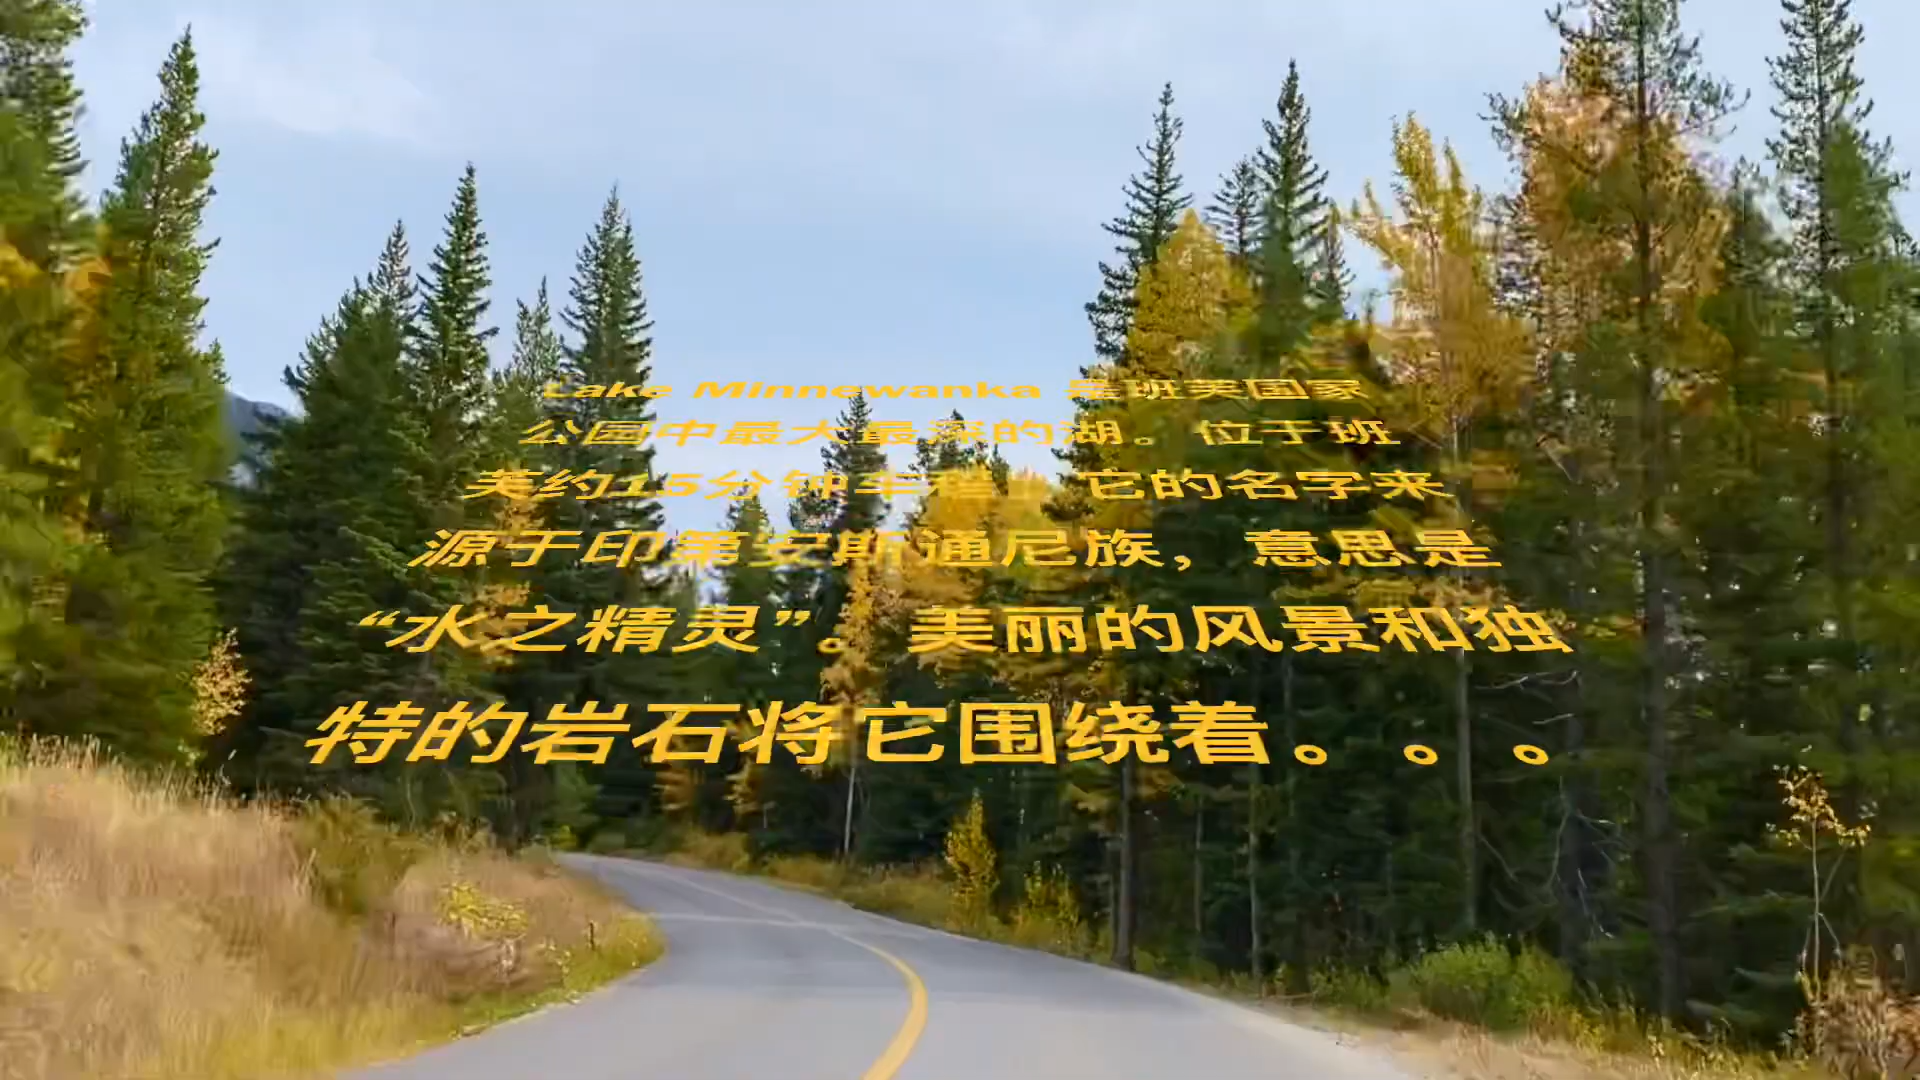 Lake Minnewanka 是班芙国家
公园中最大最深的湖。位于班
芙约15分钟车程。它的名字来
源于印第安斯通尼族，意思是
“水之精灵”。美丽的风景和独
特的岩石将它围绕着。。。